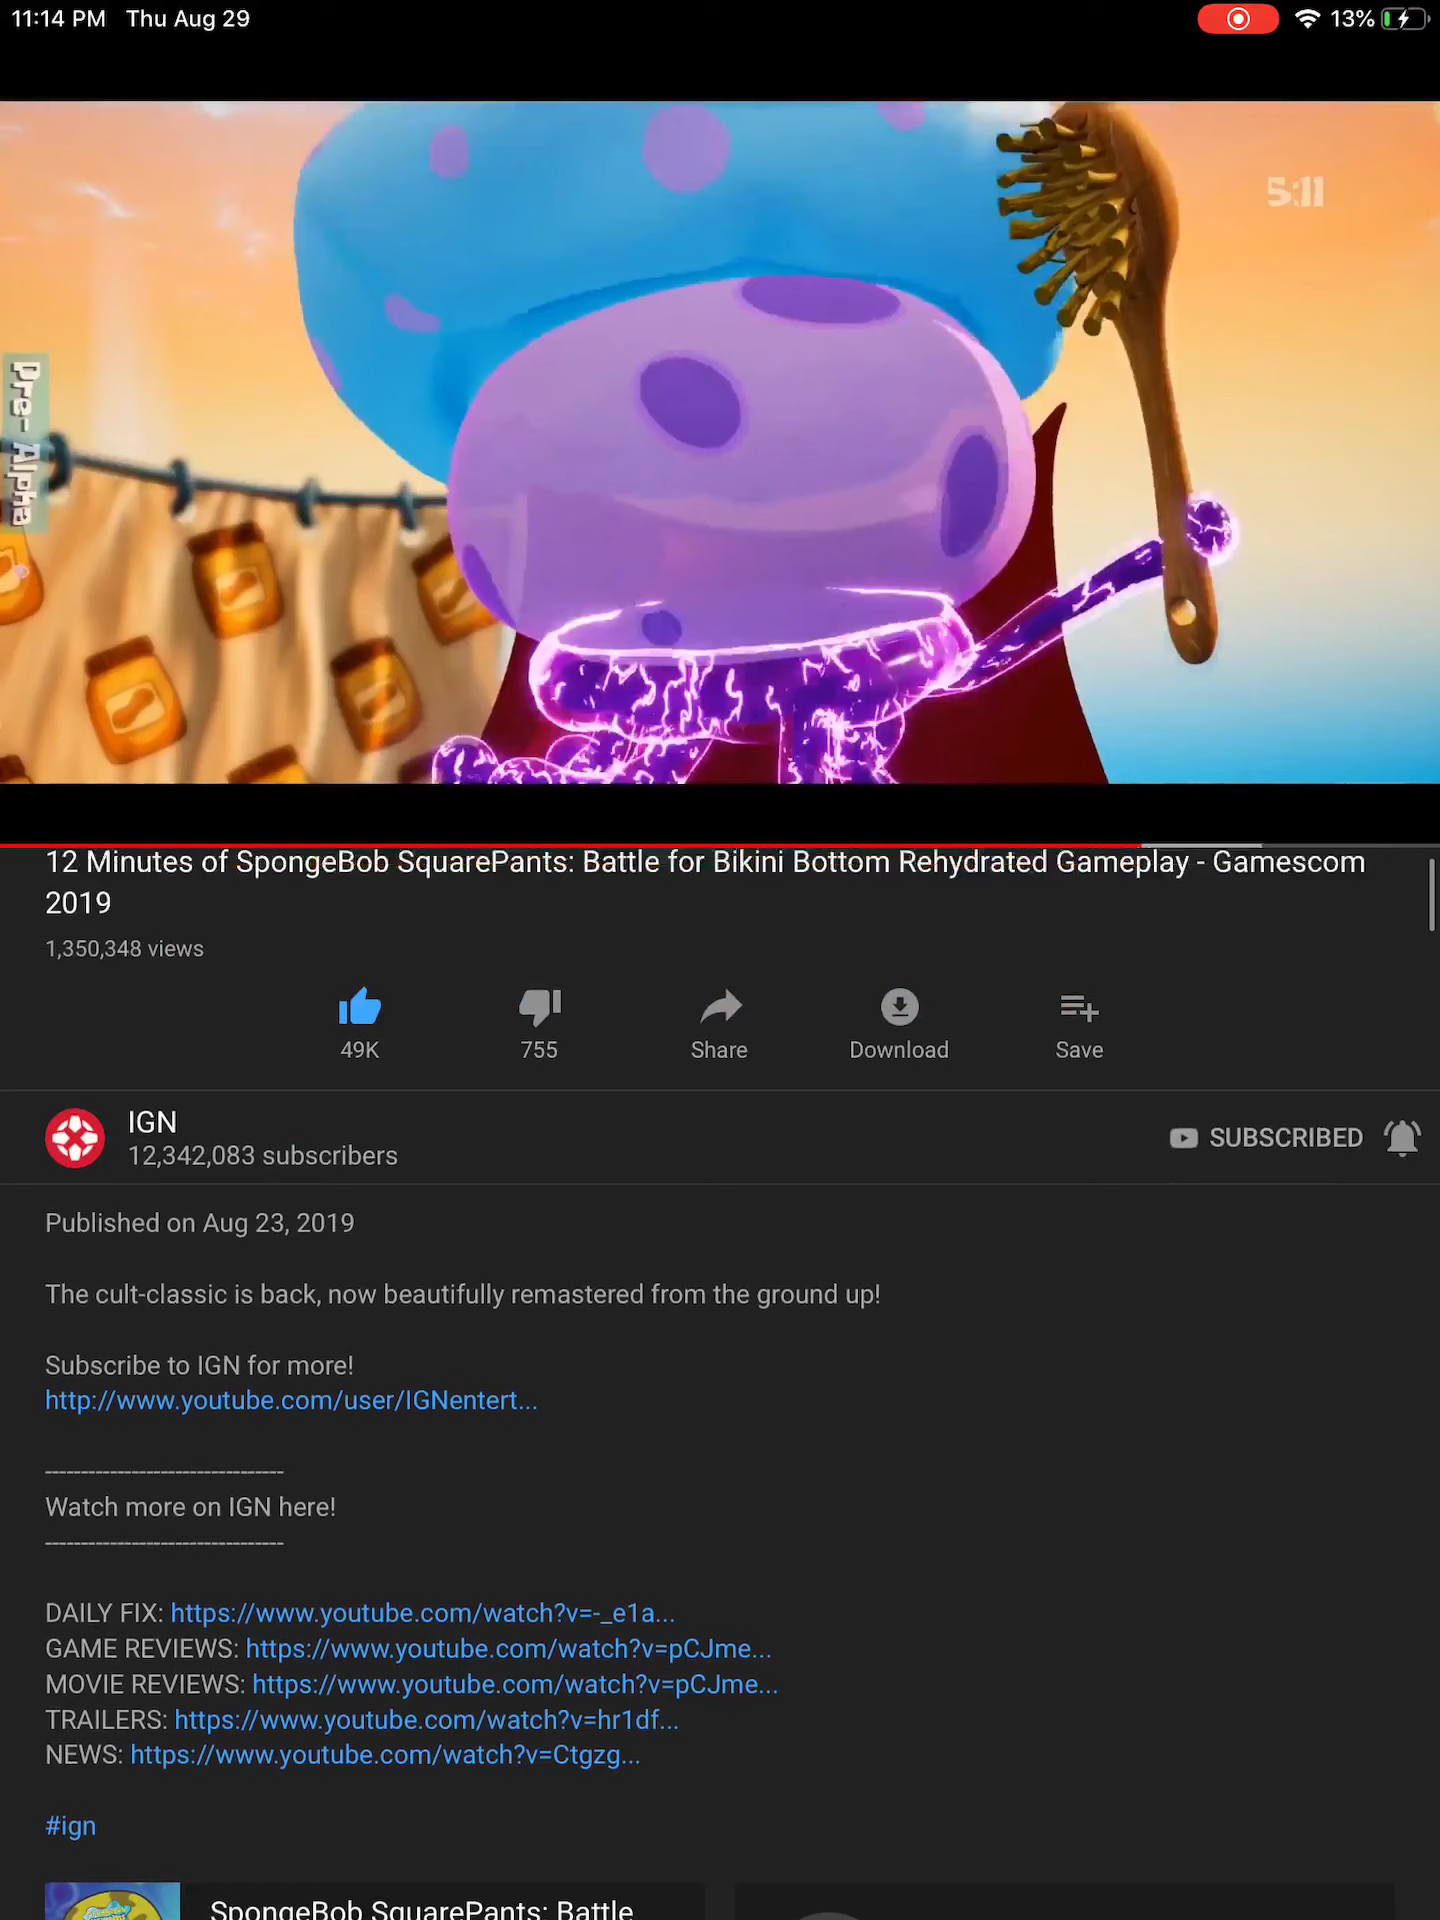 11:14 PM Thu Aug 29
13%
5:11
Pre-Alpha
12 Minutes of SpongeBob SquarePants: Battle for Bikini Bottom Rehydrated Gameplay - Gamescom
2019
1,350,348 views
49K
755
Share
Download
Save
IGN
12,342,083 subscribers
SUBSCRIBED
Published on Aug 23, 2019
The cult-classic is back, now beautifully remastered from the ground up!
Subscribe to IGN for more!
http://www.youtube.com/user/IGNentert...
----------------------------------
Watch more on IGN here!
----------------------------------
DAILY FIX: https://www.youtube.com/watch?v=-_e1a...
GAME REVIEWS: https://www.youtube.com/watch?v=pCJme...
MOVIE REVIEWS: https://www.youtube.com/watch?v=pCJme...
TRAILERS: https://www.youtube.com/watch?v=hr1df...
NEWS: https://www.youtube.com/watch?v=Ctgzg...
#ign
SpongeBob SquarePants: Battle